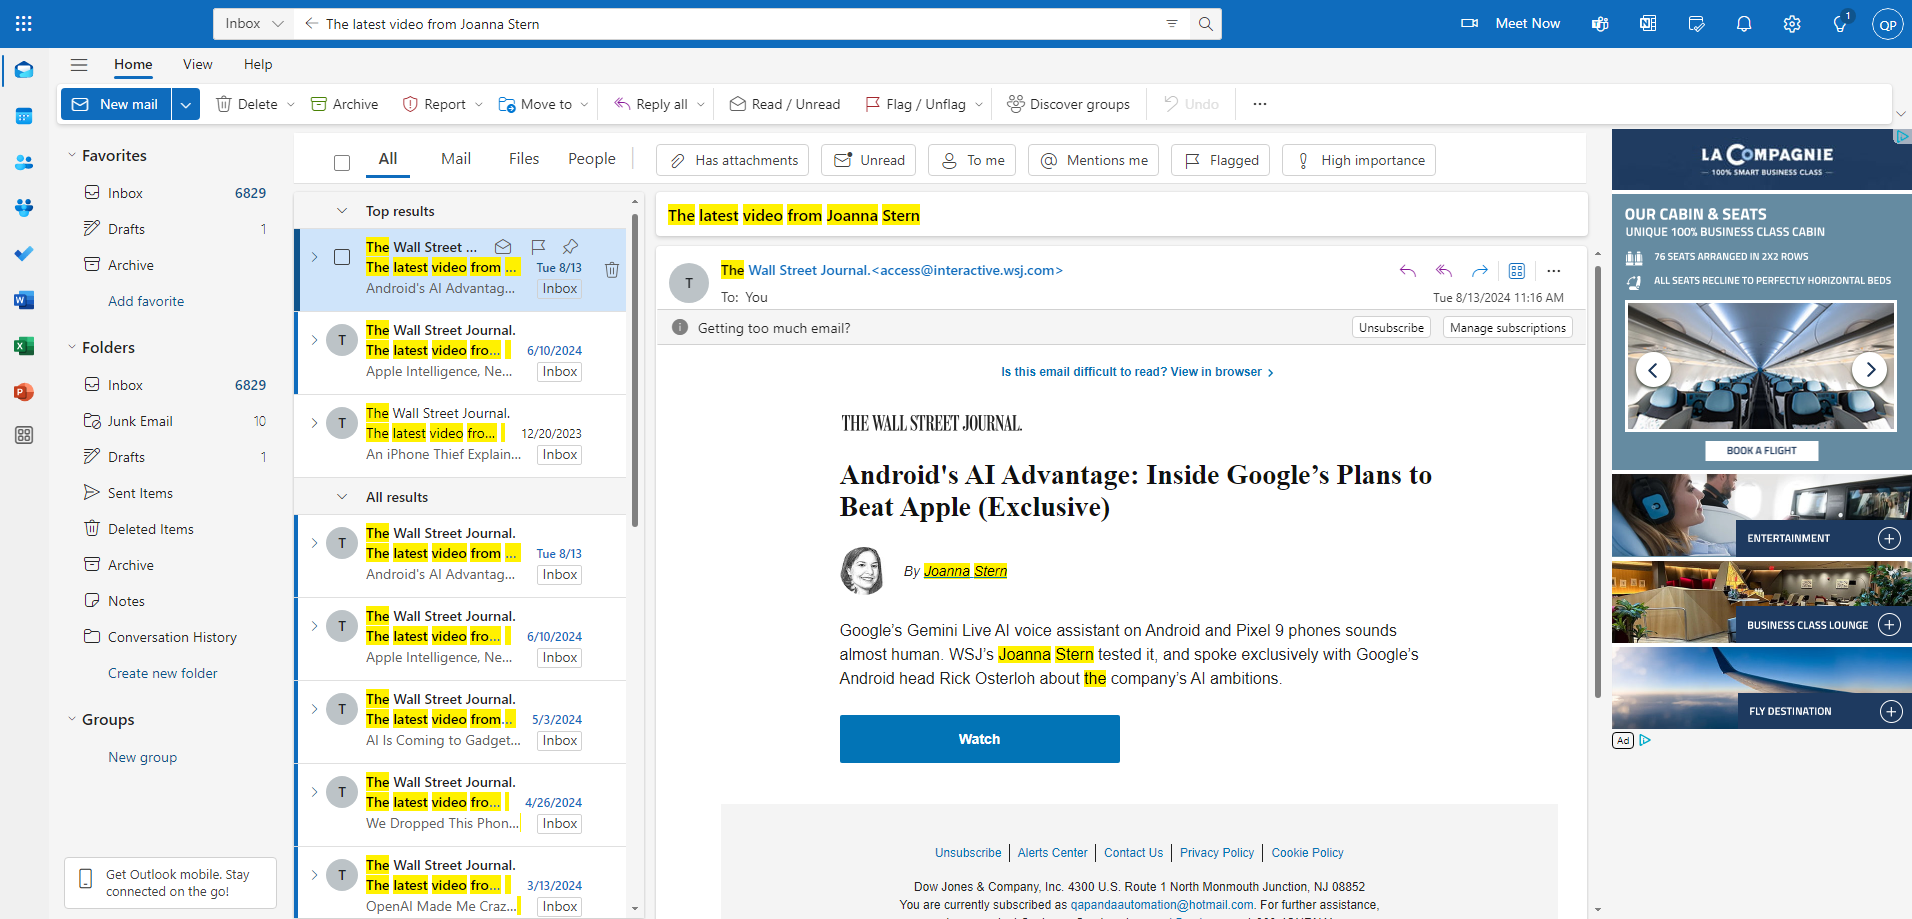 Inbox
The latest video from Joanna Stern
Meet Now
1
QP
Home
View
Help
New mail
Delete
Archive
Report
Move to
Reply all
Read / Unread
Flag / Unflag
Discover groups
Undo
Favorites
Inbox 6829
Drafts 1
Archive
Add favorite
Folders
Inbox 6829
Junk Email 10
Drafts 1
Sent Items
Deleted Items
Archive
Notes
Conversation History
Create new folder
Groups
New group
Get Outlook mobile. Stay
connected on the go!
All
Mail
Files
People
Has attachments
Unread
To me
Mentions me
Flagged
High importance
Top results
The Wall Street ...
The latest video from ... Tue 8/13
Android's AI Advantag... Inbox
T
The Wall Street Journal.
The latest video fro... 6/10/2024
Apple Intelligence, Ne... Inbox
T
The Wall Street Journal.
The latest video fro... 12/20/2023
An iPhone Thief Explain... Inbox
All results
T
The Wall Street Journal.
The latest video from ... Tue 8/13
Android's AI Advantag... Inbox
T
The Wall Street Journal.
The latest video fro... 6/10/2024
Apple Intelligence, Ne... Inbox
T
The Wall Street Journal.
The latest video from... 5/3/2024
AI Is Coming to Gadget... Inbox
T
The Wall Street Journal.
The latest video fro... 4/26/2024
We Dropped This Phon... Inbox
T
The Wall Street Journal.
The latest video fro... 3/13/2024
OpenAI Made Me Craz... Inbox
The latest video from Joanna Stern
T
The Wall Street Journal.<access@interactive.wsj.com>
To: You
Tue 8/13/2024 11:16 AM
Getting too much email?
Unsubscribe
Manage subscriptions
Is this email difficult to read? View in browser ›
THE WALL STREET JOURNAL.
Android's AI Advantage: Inside Google’s Plans to
Beat Apple (Exclusive)
By Joanna Stern
Google’s Gemini Live AI voice assistant on Android and Pixel 9 phones sounds
almost human. WSJ’s Joanna Stern tested it, and spoke exclusively with Google’s
Android head Rick Osterloh about the company’s AI ambitions.
Watch
Unsubscribe | Alerts Center | Contact Us | Privacy Policy | Cookie Policy
Dow Jones & Company, Inc. 4300 U.S. Route 1 North Monmouth Junction, NJ 08852
You are currently subscribed as qapandaautomation@hotmail.com. For further assistance,
LA COMPAGNIE
100% SMART BUSINESS CLASS
OUR CABIN & SEATS
UNIQUE 100% BUSINESS CLASS CABIN
76 SEATS ARRANGED IN 2X2 ROWS
ALL SEATS RECLINE TO PERFECTLY HORIZONTAL BEDS
BOOK A FLIGHT
ENTERTAINMENT
BUSINESS CLASS LOUNGE
FLY DESTINATION
Ad